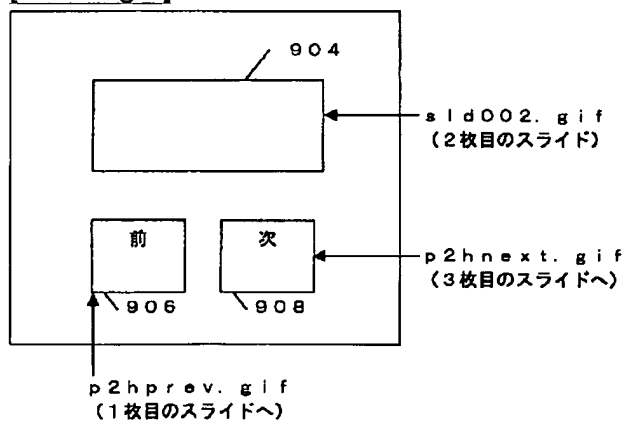 904
sld002.gif
(2枚目のスライド)
前
次
p2hnext.gif
(3枚目のスライドへ)
906
908
p2hprev.gif
(1枚目のスライドへ)